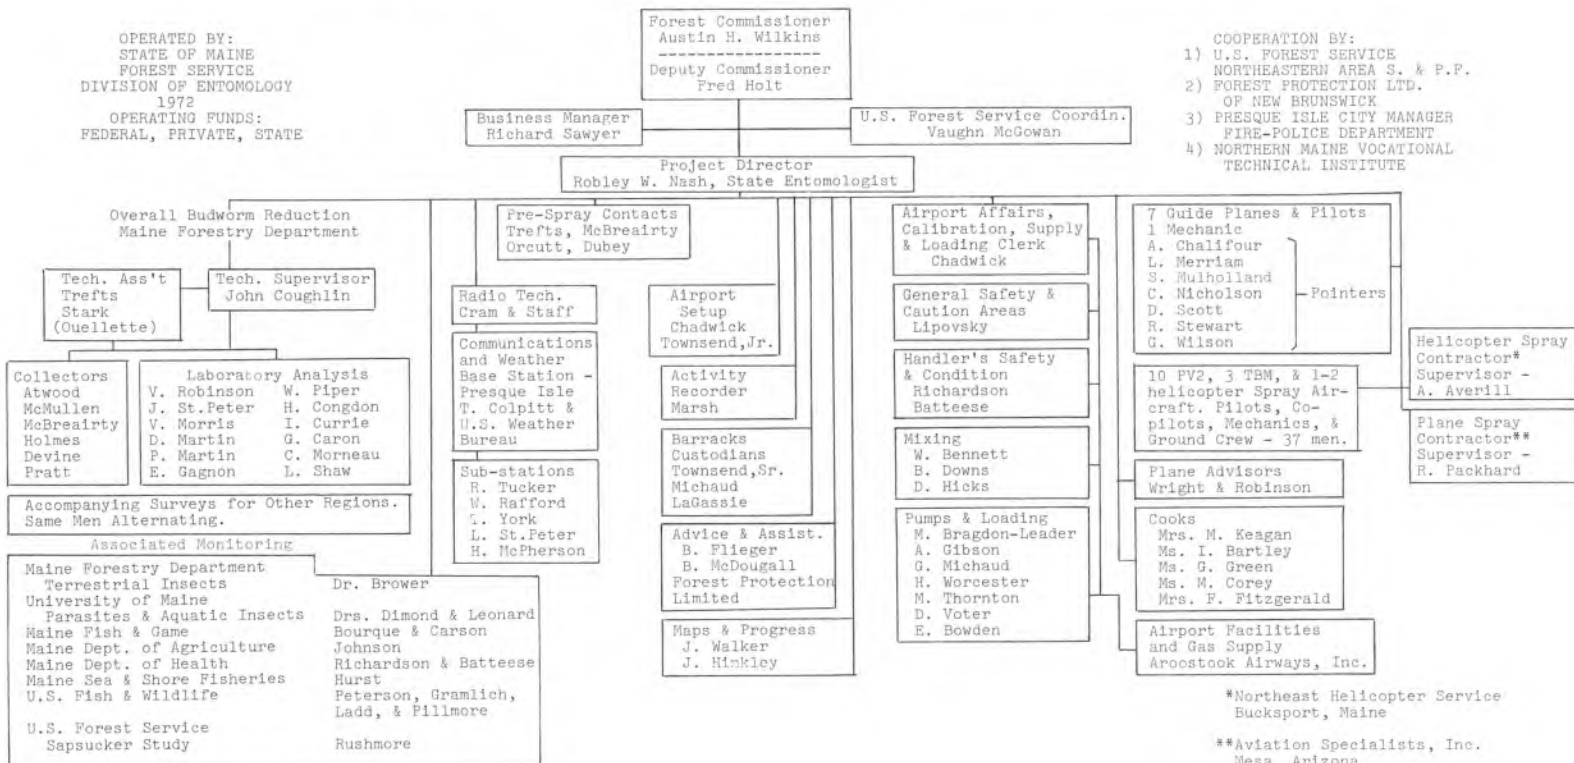 OPERATED BY:
STATE OF MAINE
FOREST SERVICE
DIVISION OF ENTOMOLOGY
1972
OPERATING FUNDS:
FEDERAL, PRIVATE, STATE
Forest Commissioner
Austin H. Wilkins
-----------------
Deputy Commissioner
Fred Holt
COOPERATION BY:
1) U.S. FOREST SERVICE
NORTHEASTERN AREA S. & P.F.
2) FOREST PROTECTION LTD.
OF NEW BRUNSWICK
3) PRESQUE ISLE CITY MANAGER
FIRE-POLICE DEPARTMENT
4) NORTHERN MAINE VOCATIONAL
TECHNICAL INSTITUTE
Business Manager
Richard Sawyer
U.S. Forest Service Coordin.
Vaughn McGowan
Project Director
Robley W. Nash, State Entomologist
Overall Budworm Reduction
Maine Forestry Department
Tech. Ass't
Trefts
Stark
(Ouellette)
Tech. Supervisor
John Coughlin
Collectors
Atwood
McMullen
McBreairty
Holmes
Devine
Pratt
Laboratory Analysis
V. Robinson W. Piper
J. St.Peter H. Congdon
V. Morris I. Currie
D. Martin G. Caron
P. Martin C. Morneau
E. Gagnon L. Shaw
Accompanying Surveys for Other Regions.
Same Men Alternating.
Associated Monitoring
Maine Forestry Department
Terrestrial Insects Dr. Brower
University of Maine
Parasites & Aquatic Insects Drs. Dimond & Leonard
Maine Fish & Game Bourque & Carson
Maine Dept. of Agriculture Johnson
Maine Dept. of Health Richardson & Batteese
Maine Sea & Shore Fisheries Hurst
U.S. Fish & Wildlife Peterson, Gramlich,
Ladd, & Pillmore
U.S. Forest Service
Sapsucker Study Rushmore
Pre-Spray Contacts
Trefts, McBreairty
Orcutt, Dubey
Radio Tech.
Cram & Staff
Communications
and Weather
Base Station -
Presque Isle
T. Colpitt &
U.S. Weather
Bureau
Sub-stations
R. Tucker
W. Rafford
York
L. St.Peter
H. McPherson
Airport
Setup
Chadwick
Townsend,Jr.
Activity
Recorder
Marsh
Barracks
Custodians
Townsend,Sr.
Michaud
LaGassie
Advice & Assist.
B. Flieger
B. McDougall
Forest Protection
Limited
Maps & Progress
J. Walker
J. Hinkley
Airport Affairs,
Calibration, Supply
& Loading Clerk
Chadwick
General Safety &
Caution Areas
Lipovsky
Handler's Safety
& Condition
Richardson
Batteese
Mixing
W. Bennett
B. Downs
D. Hicks
Pumps & Loading
M. Bragdon-Leader
A. Gibson
G. Michaud
H. Worcester
M. Thornton
D. Voter
E. Bowden
7 Guide Planes & Pilots
1 Mechanic
A. Chalifour
L. Merriam
S. Mulholland
C. Nicholson
D. Scott
R. Stewart
G. Wilson
Pointers
10 PV2, 3 TBM, & 1-2
helicopter Spray Air-
craft. Pilots, Co-
pilots, Mechanics, &
Ground Crew - 37 men.
Plane Advisors
Wright & Robinson
Cooks
Mrs. M. Keagan
Ms. I. Bartley
Ms. G. Green
Ms. M. Corey
Mrs. F. Fitzgerald
Airport Facilities
and Gas Supply
Aroostook Airways, Inc.
Helicopter Spray
Contractor*
Supervisor -
A. Averill
Plane Spray
Contractor**
Supervisor -
R. Packhard
*Northeast Helicopter Service
Bucksport, Maine
**Aviation Specialists, Inc.
Mesa, Arizona